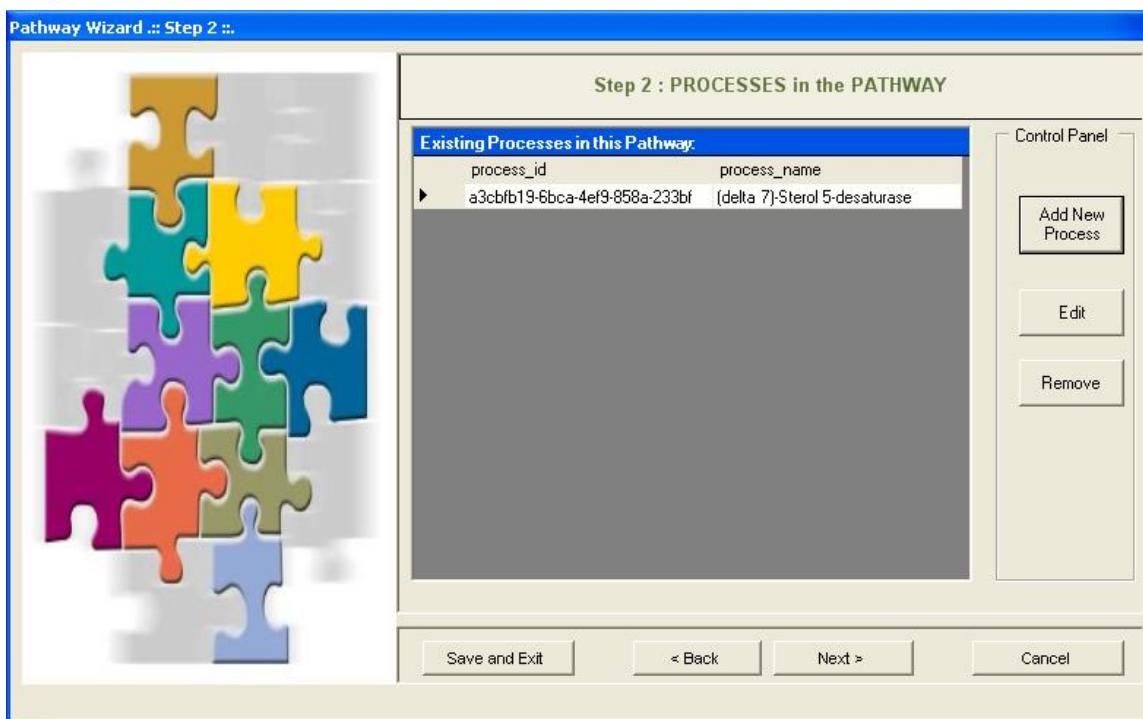 Pathway Wizard .:: Step 2 ::.
Step 2 : PROCESSES in the PATHWAY
Existing Processes in this Pathway:
process_id process_name
a3cbfb19-6bca-4ef9-858a-233bf (delta 7)-Sterol 5-desaturase
Control Panel
Add New
Process
Edit
Remove
Save and Exit < Back Next > Cancel